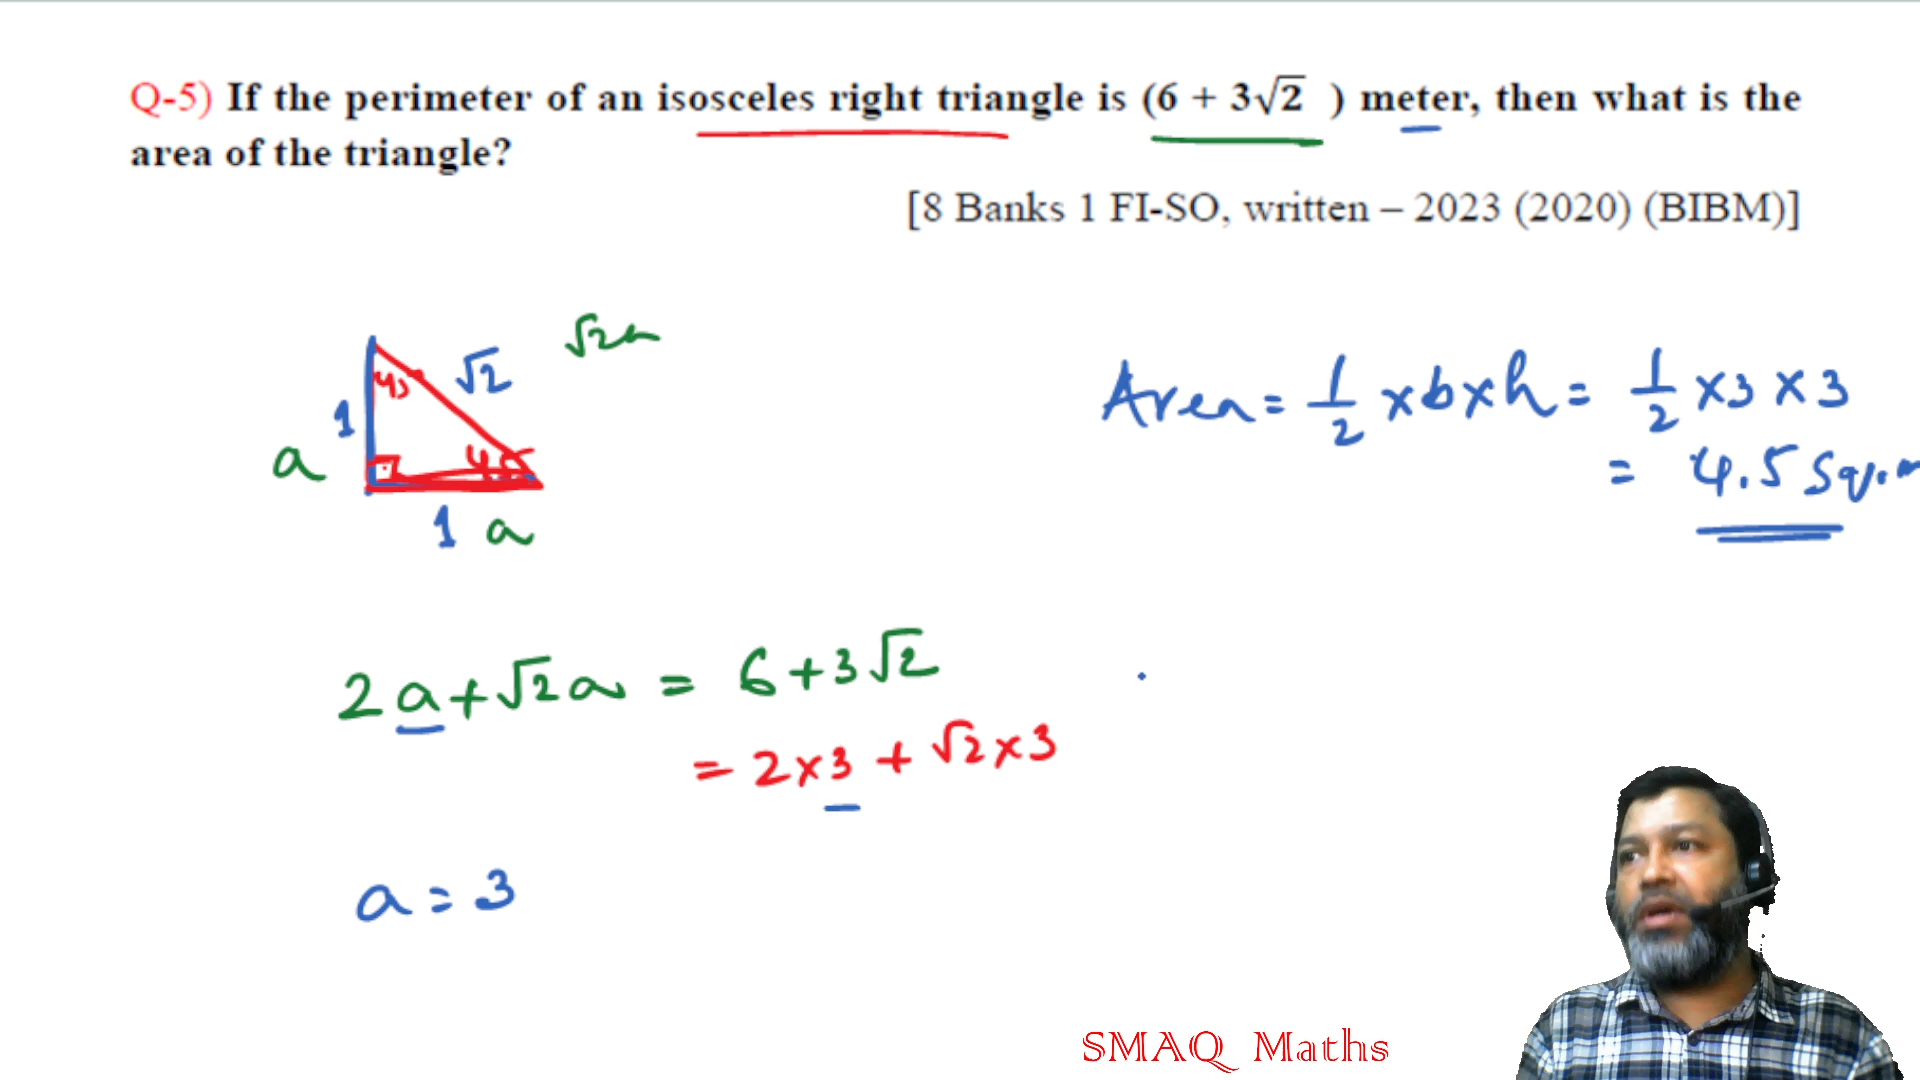 Q-5) If the perimeter of an isosceles right triangle is (6 + 3√2 ) meter, then what is the
area of the triangle?
[8 Banks 1 FI-SO, written – 2023 (2020) (BIBM)]
√2a
45
√2
1
a
45
1 a
Area = 1/2 × b × h = 1/2 × 3 × 3
= 4.5 Sq.m
2a + √2a = 6 + 3√2
= 2 × 3 + √2 × 3
a = 3
SMAQ Maths